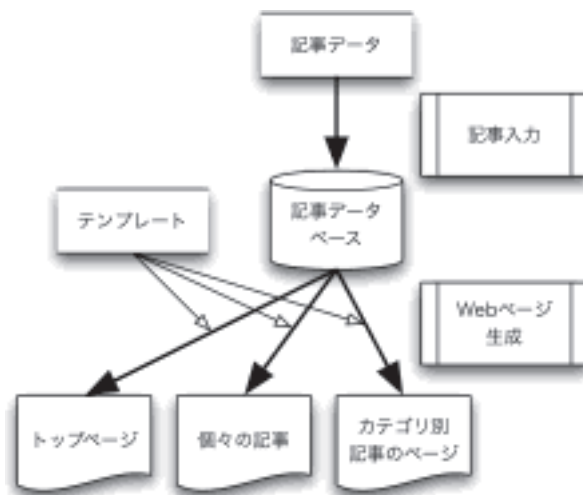 記事データ
記事入力
記事データ
ベース
テンプレート
Webページ
生成
トップページ
個々の記事
カテゴリ別
記事のページ